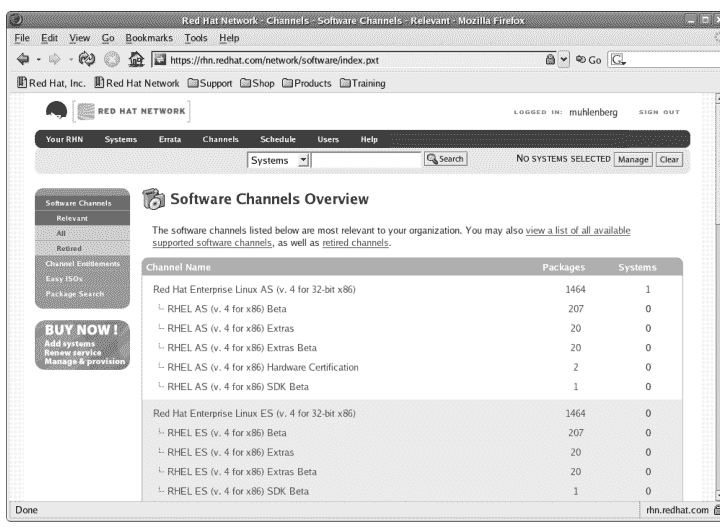 Red Hat Network - Channels - Software Channels - Relevant - Mozilla Firefox
File Edit View Go Bookmarks Tools Help
https://rhn.redhat.com/network/software/index.pxt Go G
Red Hat, Inc. Red Hat Network Support Shop Products Training
RED HAT NETWORK LOGGED IN: muhlenberg SIGN OUT
Your RHN Systems Errata Channels Schedule Users Help
Systems Search NO SYSTEMS SELECTED Manage Clear
Software Channels
Relevant
All
Retired
Channel Entitlements
Easy ISOs
Package Search
BUY NOW !
Add systems
Renew service
Manage & provision
Software Channels Overview
The software channels listed below are most relevant to your organization. You may also view a list of all available
supported software channels, as well as retired channels.
Channel Name Packages Systems
Red Hat Enterprise Linux AS (v. 4 for 32-bit x86) 1464 1
RHEL AS (v. 4 for x86) Beta 207 0
RHEL AS (v. 4 for x86) Extras 20 0
RHEL AS (v. 4 for x86) Extras Beta 20 0
RHEL AS (v. 4 for x86) Hardware Certification 2 0
RHEL AS (v. 4 for x86) SDK Beta 1 0
Red Hat Enterprise Linux ES (v. 4 for 32-bit x86) 1464 0
RHEL ES (v. 4 for x86) Beta 207 0
RHEL ES (v. 4 for x86) Extras 20 0
RHEL ES (v. 4 for x86) Extras Beta 20 0
RHEL ES (v. 4 for x86) SDK Beta 1 0
Done rhn.redhat.com